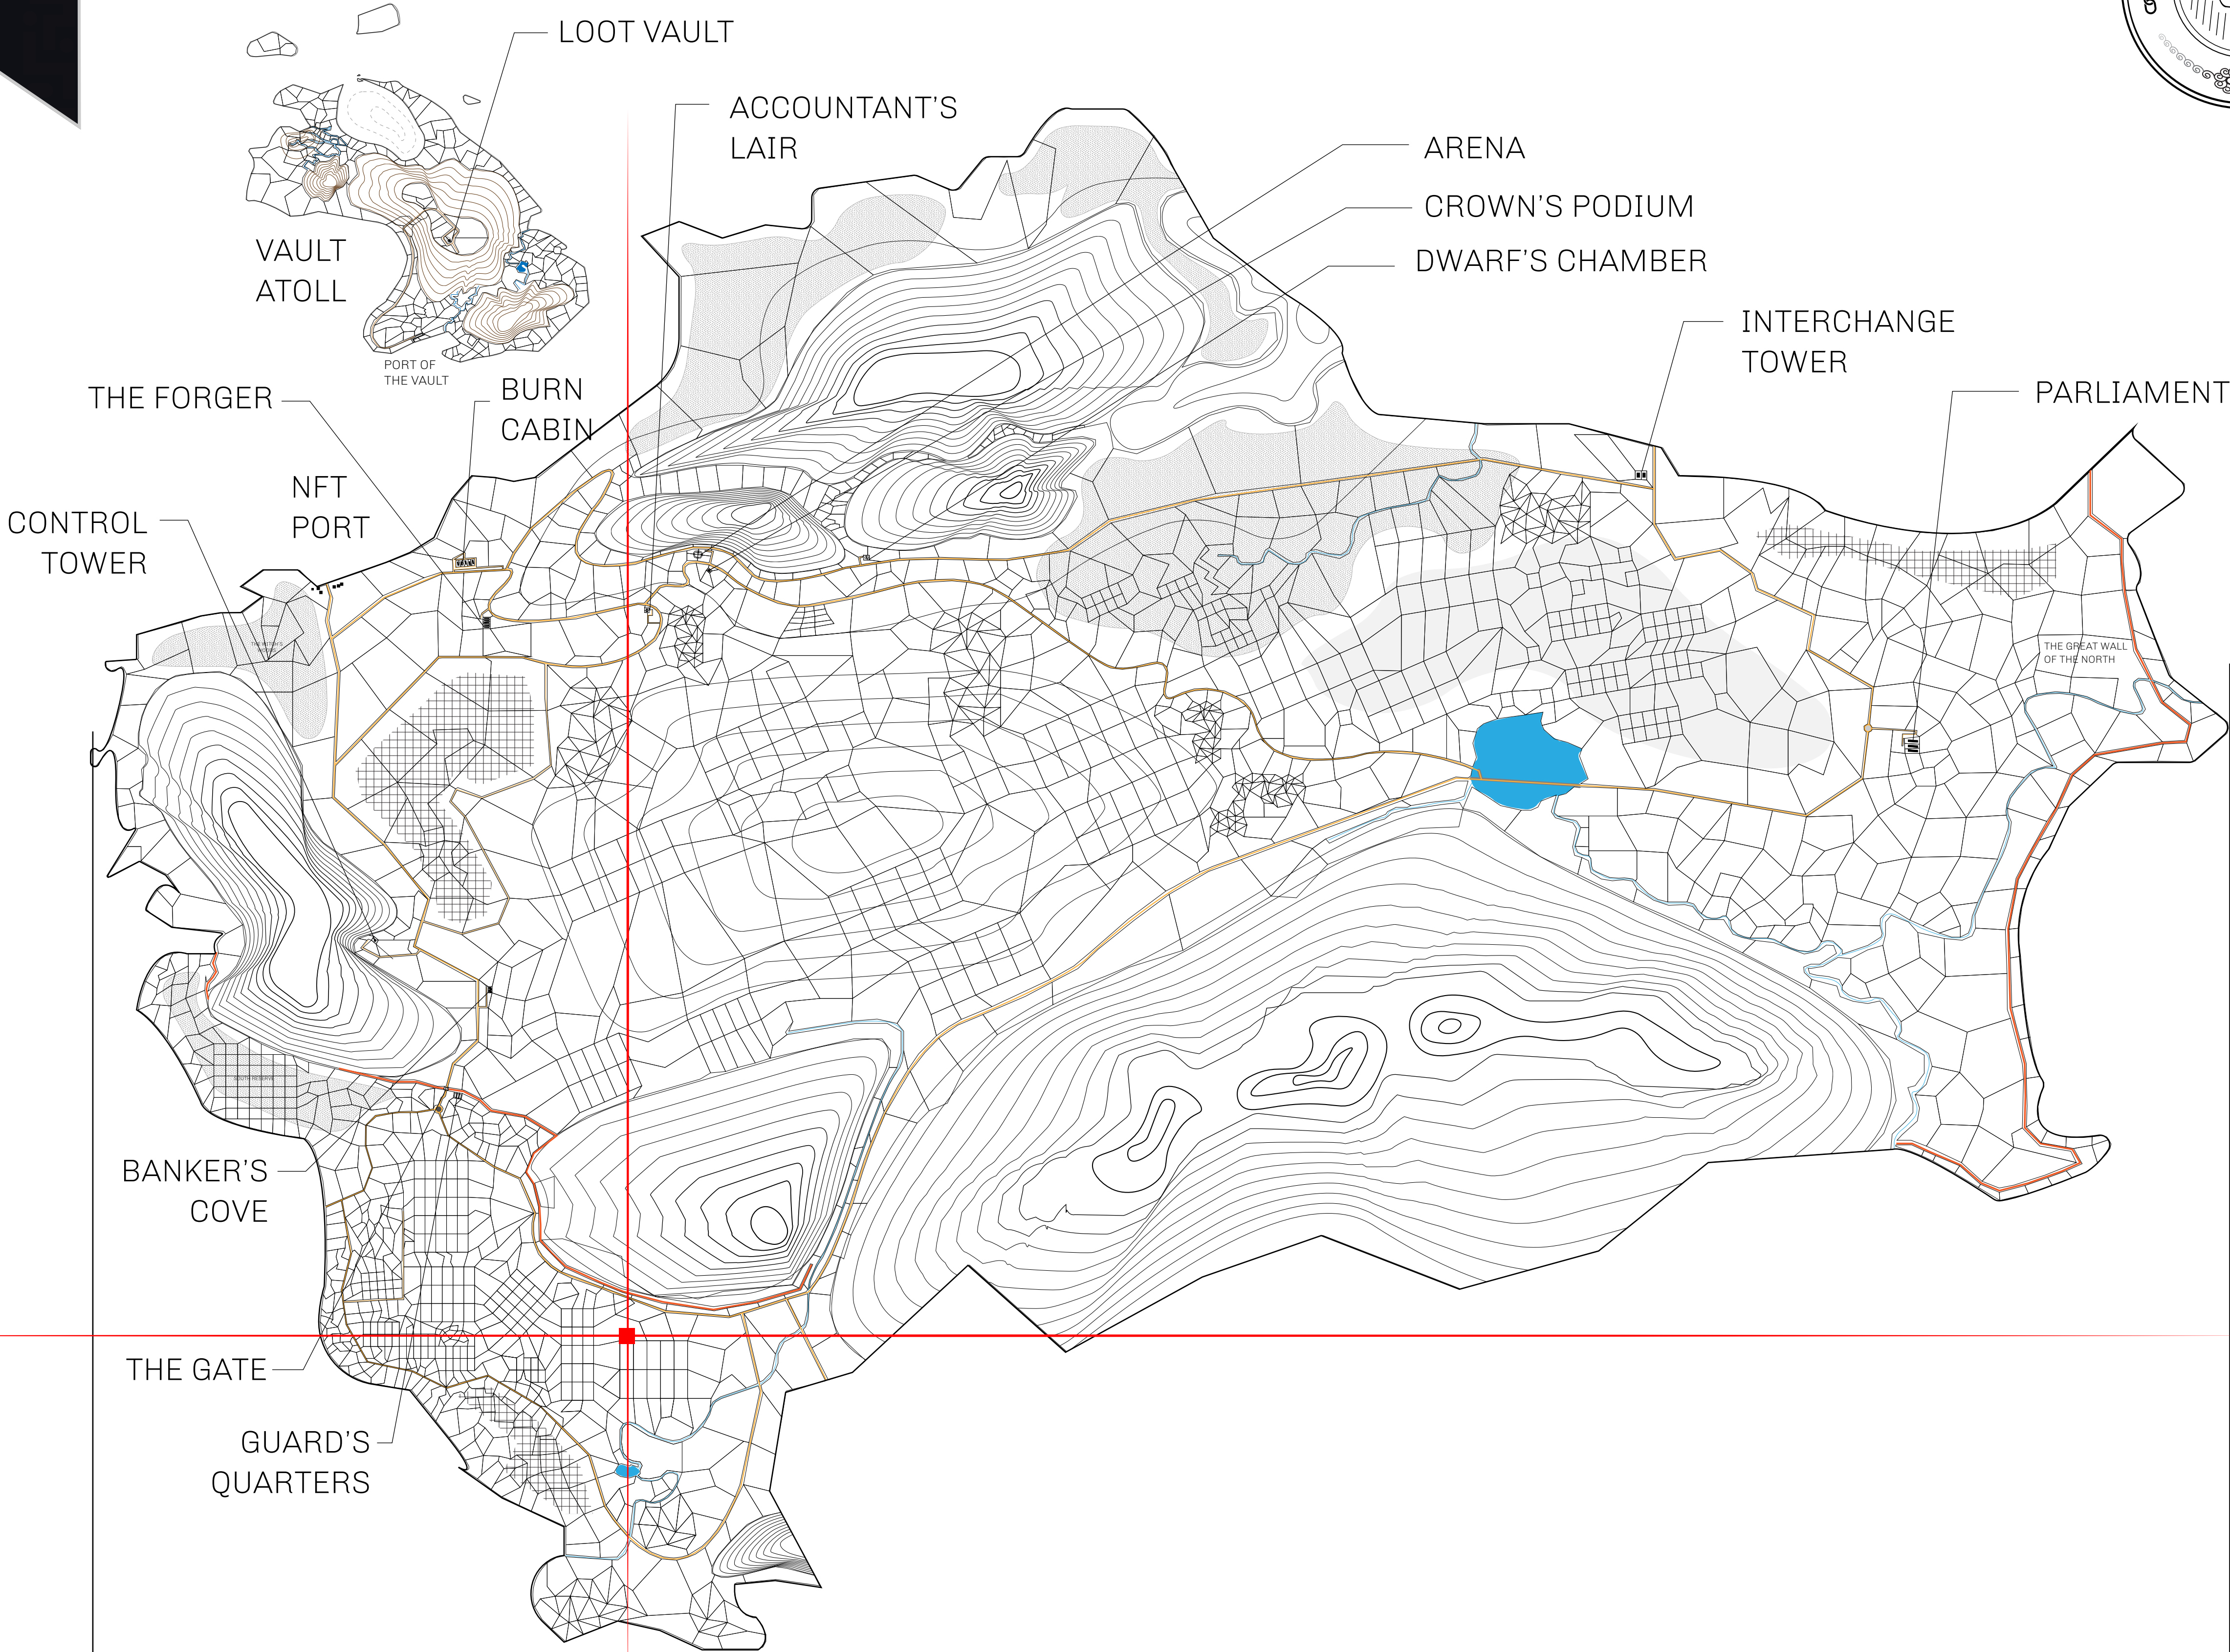 LOOT VAULT
ACCOUNTANT'S
LAIR
ARENA
CROWN'S PODIUM
DWARF'S CHAMBER
VAULT
ATOLL
INTERCHANGE
TOWER
PORT OF
THE VAULT
PARLIAMENT
THE FORGER
BURN
CABIN
NFT
PORT
CONTROL
TOWER
THE GREAT WALL
OF THE NORTH
SOUTH RESERVE
BANKER'S
COVE
THE GATE
GUARD'S
QUARTERS